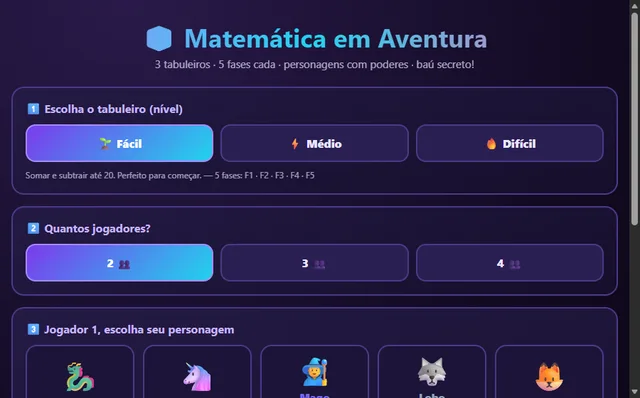 Matemática em Aventura
3 tabuleiros · 5 fases cada · personagens com poderes · baú secreto!
1 Escolha o tabuleiro (nível)
Fácil
Médio
Difícil
Somar e subtrair até 20. Perfeito para começar. — 5 fases: F1 · F2 · F3 · F4 · F5
2 Quantos jogadores?
2
3
4
3 Jogador 1, escolha seu personagem
Mago
Lobo